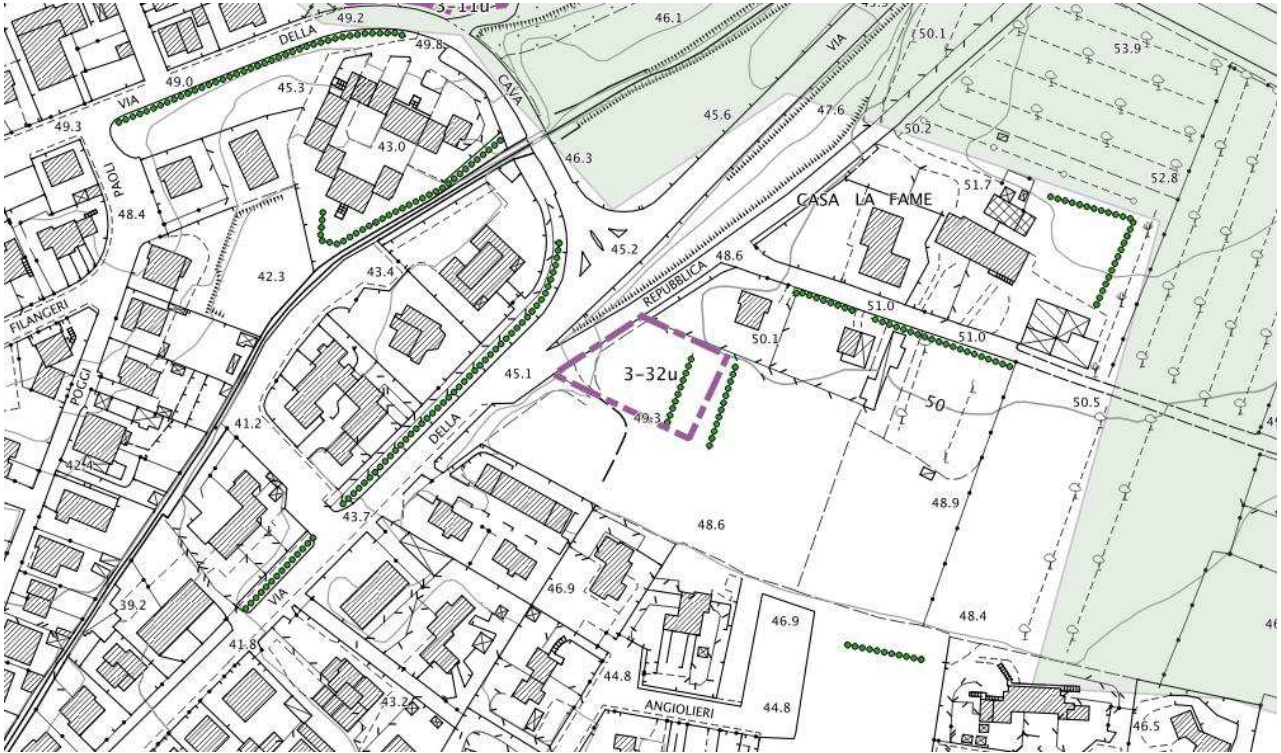 3-11u
49.2
DELLA
46.1
49.8
VIA
50.1
53.9
49.0
CAVA
VIA
45.3
45.6
47.6
49.3
43.0
50.2
46.3
52.8
PAOLI
51.7
CASA LA FAME
48.4
45.2
42.3
43.4
48.6
REPUBBLICA
51.0
FILANGERI
50.1
51.0
3-32u
45.1
POGGI
50
50.5
49.3
41.2
DELLA
42.4
48.9
43.7
48.6
46.9
VIA
39.2
48.4
46.9
41.8
44.8
43.2
ANGIOLIERI
44.8
46.5